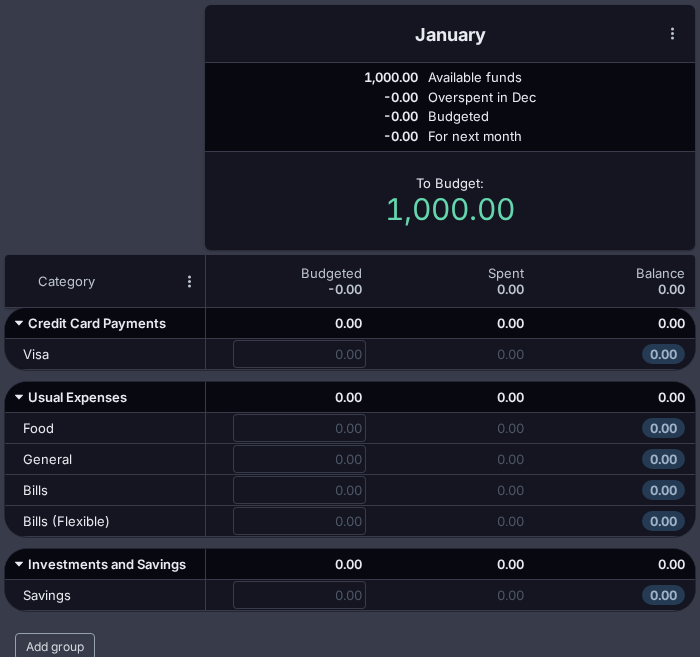 January
1,000.00 Available funds
-0.00 Overspent in Dec
-0.00 Budgeted
-0.00 For next month
To Budget:
1,000.00
Category Budgeted Spent Balance
-0.00 0.00 0.00
Credit Card Payments 0.00 0.00 0.00
Visa 0.00 0.00 0.00
Usual Expenses 0.00 0.00 0.00
Food 0.00 0.00 0.00
General 0.00 0.00 0.00
Bills 0.00 0.00 0.00
Bills (Flexible) 0.00 0.00 0.00
Investments and Savings 0.00 0.00 0.00
Savings 0.00 0.00 0.00
Add group